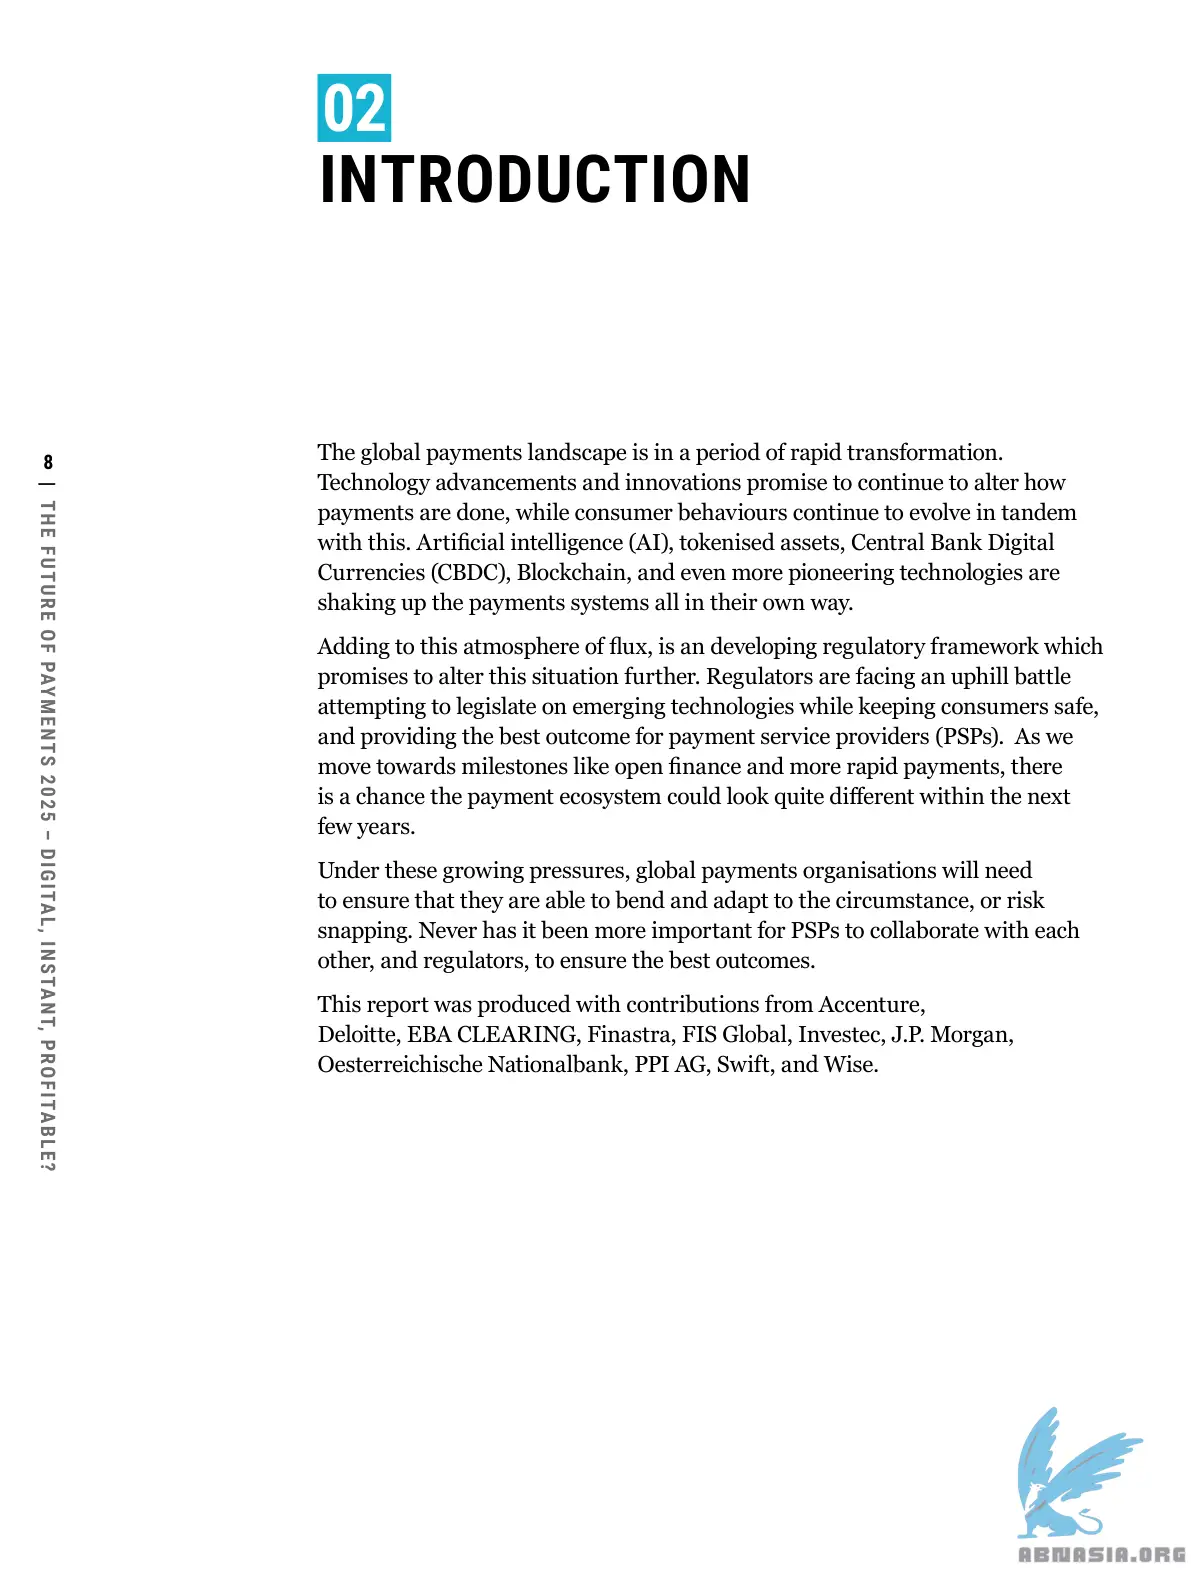 02
INTRODUCTION
The global payments landscape is in a period of rapid transformation.
Technology advancements and innovations promise to continue to alter how
payments are done, while consumer behaviours continue to evolve in tandem
with this. Artificial intelligence (AI), tokenised assets, Central Bank Digital
Currencies (CBDC), Blockchain, and even more pioneering technologies are
shaking up the payments systems all in their own way.
Adding to this atmosphere of flux, is an developing regulatory framework which
promises to alter this situation further. Regulators are facing an uphill battle
attempting to legislate on emerging technologies while keeping consumers safe,
and providing the best outcome for payment service providers (PSPs).  As we
move towards milestones like open finance and more rapid payments, there
is a chance the payment ecosystem could look quite different within the next
few years.
Under these growing pressures, global payments organisations will need
to ensure that they are able to bend and adapt to the circumstance, or risk
snapping. Never has it been more important for PSPs to collaborate with each
other, and regulators, to ensure the best outcomes.
This report was produced with contributions from Accenture,
Deloitte, EBA CLEARING, Finastra, FIS Global, Investec, J.P. Morgan,
Oesterreichische Nationalbank, PPI AG, Swift, and Wise.
8 | THE FUTURE OF PAYMENTS 2025 – DIGITAL, INSTANT, PROFITABLE?
ABNASIA.ORG